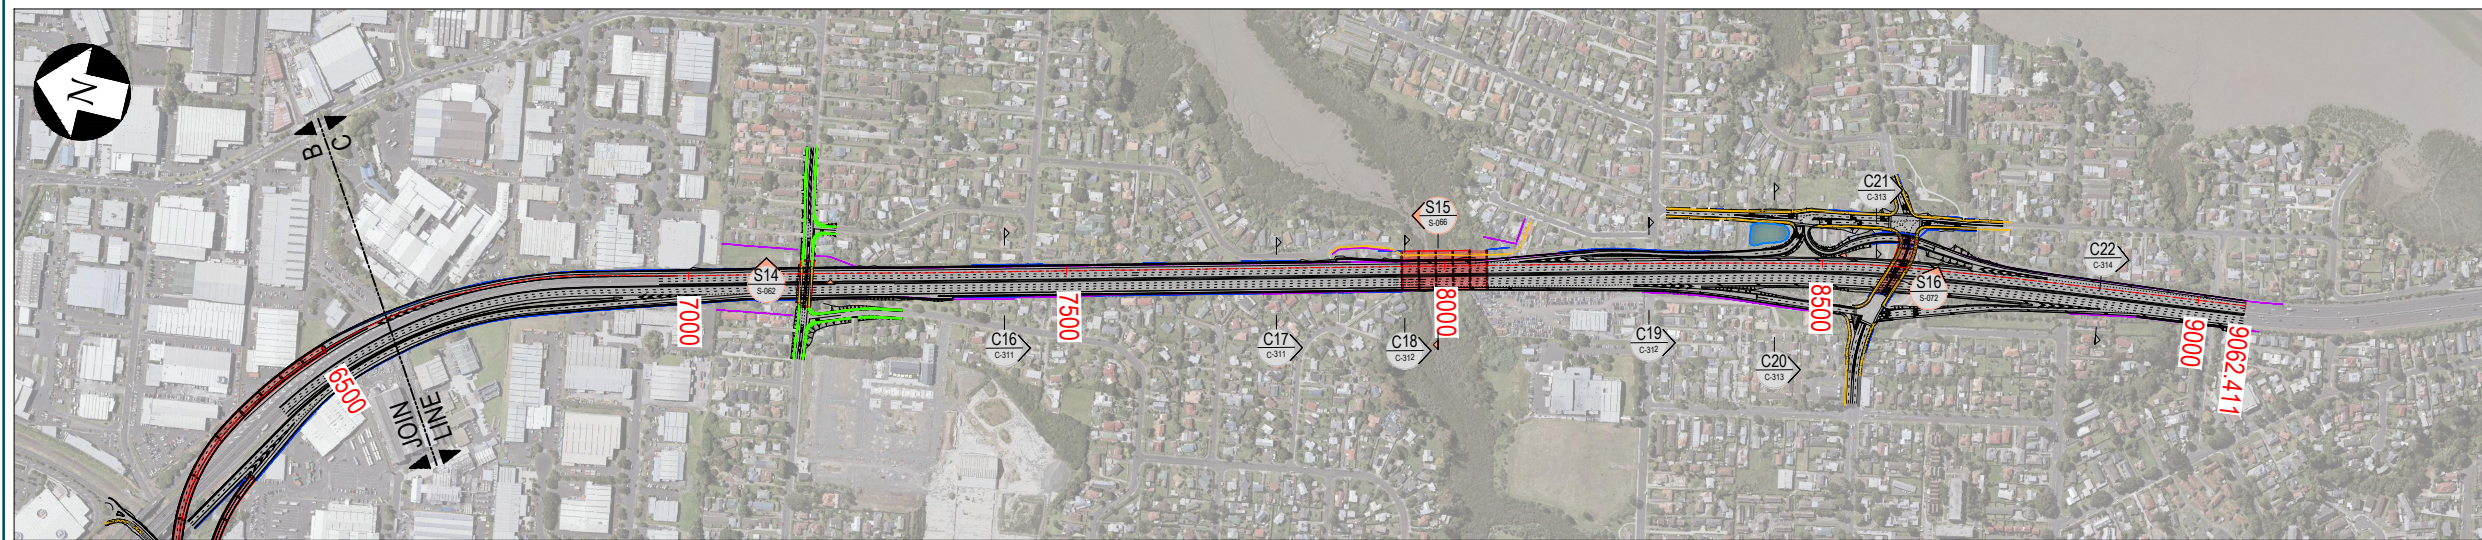 N
B
C
JOIN
LINE
6500
S14
S-062
7000
C16
C-311
7500
C17
C-311
S15
S-066
C18
C-312
8000
C19
C-312
C20
C-313
8500
C21
C-313
S16
S-072
C22
C-314
9000
9062.411